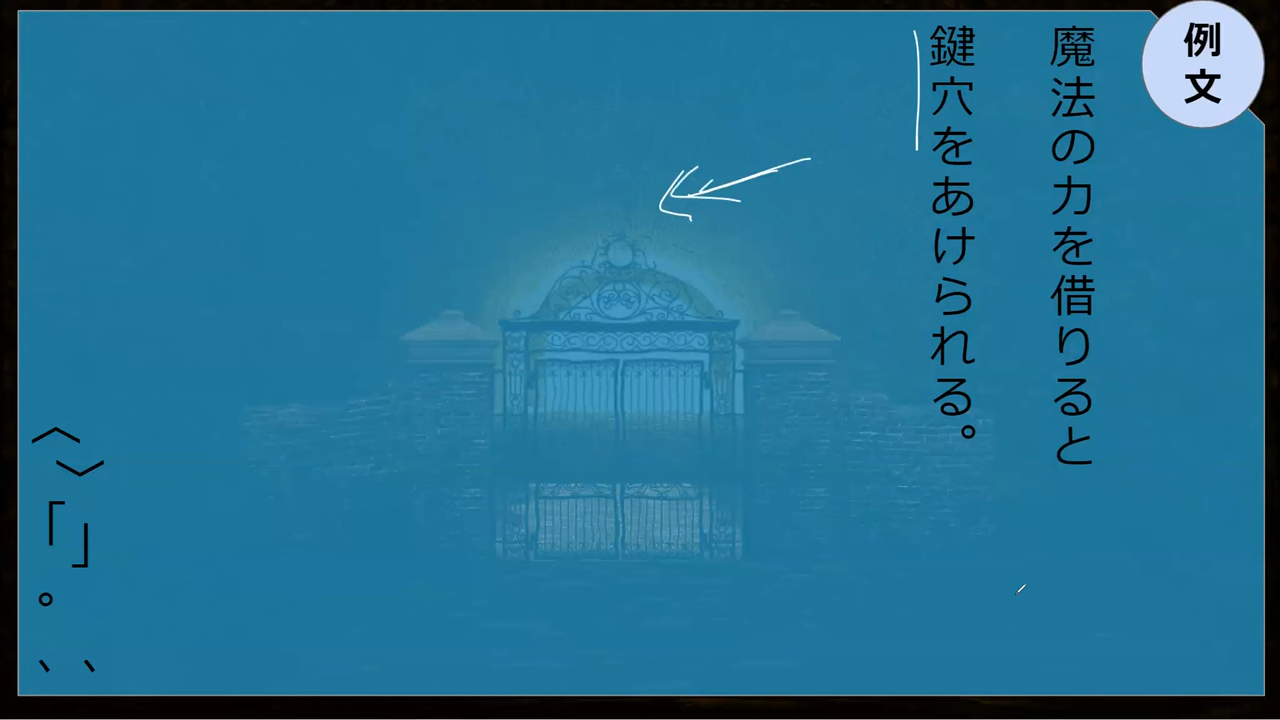 例文
魔法の力を借りると
鍵穴をあけられる。
〈〉「」。、、